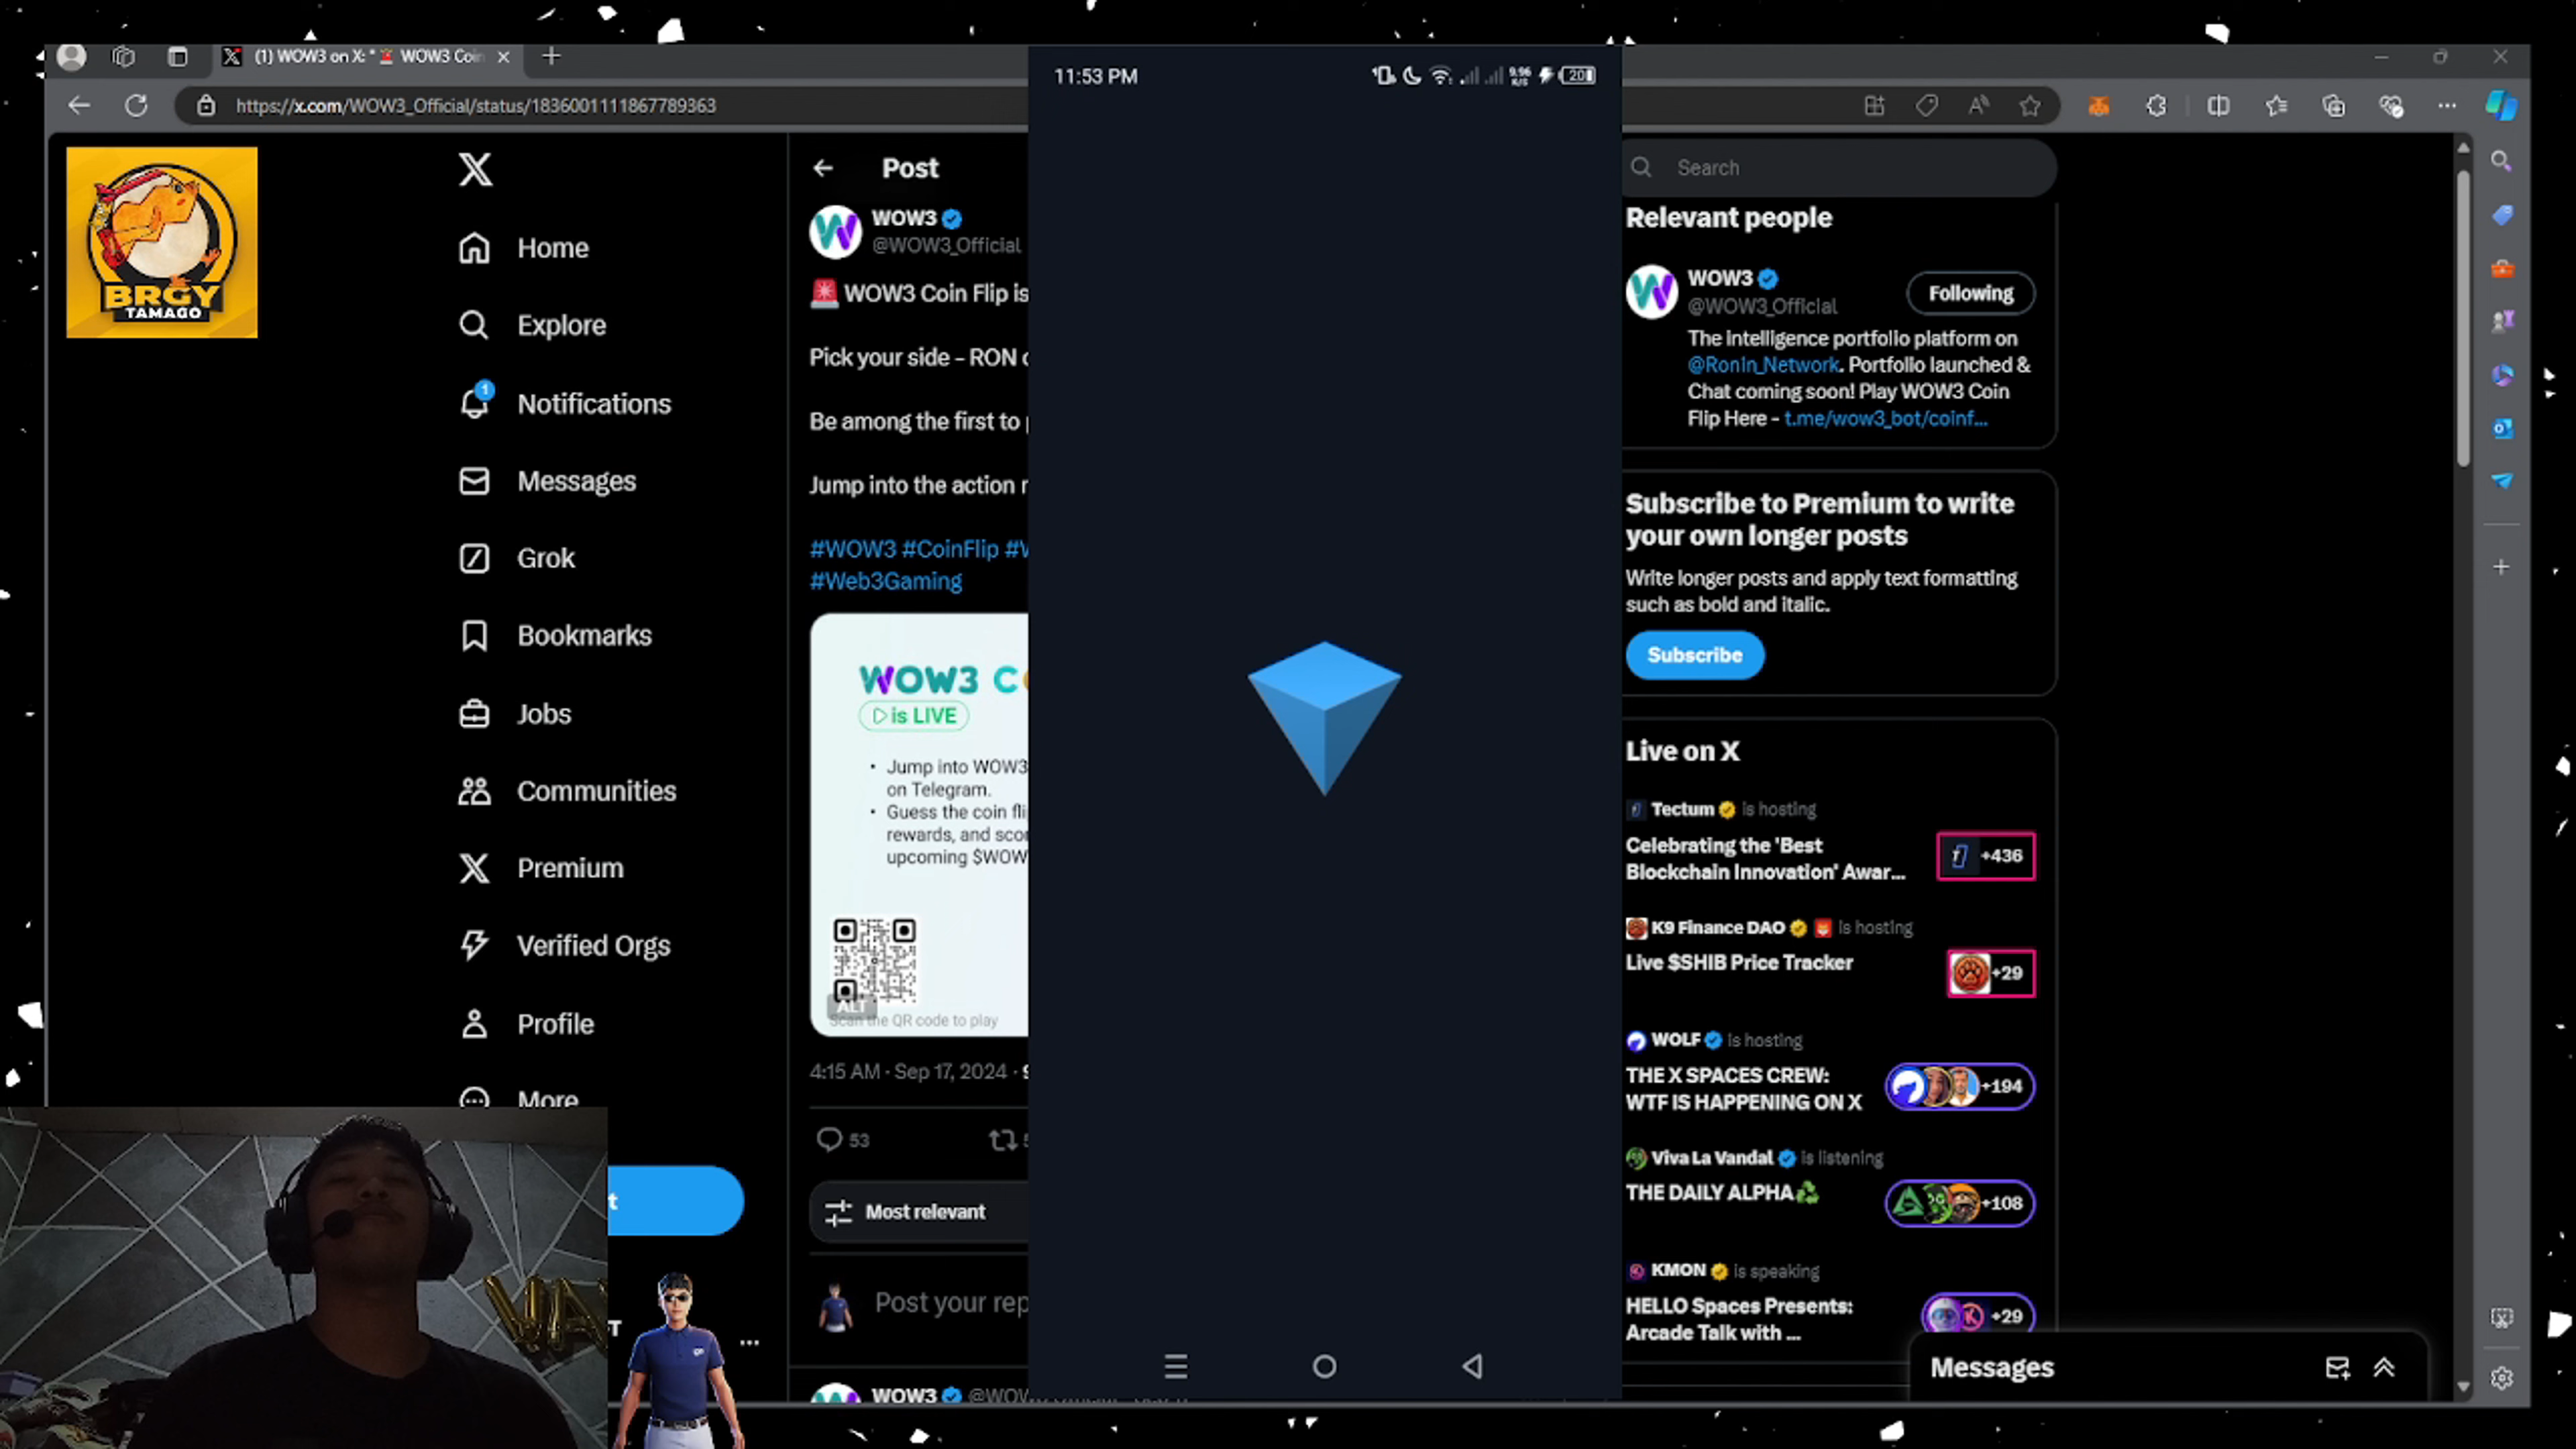 (1) WOW3 on X: "🚨 WOW3 Coin
https://x.com/WOW3_Official/status/1836001111867789363
BRGY
TAMAGO
Home
Explore
1
Notifications
Messages
Grok
Bookmarks
Jobs
Communities
Premium
Verified Orgs
Profile
More
Post
WOW3
@WOW3_Official
🚨 WOW3 Coin Flip is
Pick your side – RON
Be among the first to
Jump into the action
#WOW3 #CoinFlip
#Web3Gaming
WOW3
is LIVE
• Jump into WOW3
on Telegram.
• Guess the coin
rewards, and
upcoming $WOW
ALT
Scan the QR code to play
4:15 AM · Sep 17, 2024 ·
53
Most relevant
Post your
WOW3
11:53 PM
9.96
K/S
20
Search
Relevant people
WOW3
@WOW3_Official
Following
The intelligence portfolio platform on
@Ronin_Network. Portfolio launched &
Chat coming soon! Play WOW3 Coin
Flip Here – t.me/wow3_bot/coinf...
Subscribe to Premium to write
your own longer posts
Write longer posts and apply text formatting
such as bold and italic.
Subscribe
Live on X
Tectum is hosting
Celebrating the 'Best
Blockchain Innovation' Awar...
+436
K9 Finance DAO is hosting
Live $SHIB Price Tracker
+29
WOLF is hosting
THE X SPACES CREW:
WTF IS HAPPENING ON X
+194
Viva La Vandal is listening
THE DAILY ALPHA♻
+108
KMON is speaking
HELLO Spaces Presents:
Arcade Talk with ...
+29
Messages